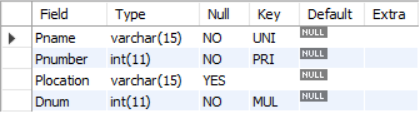 Field Type Null Key Default Extra
Pname varchar(15) NO UNI NULL
Pnumber int(11) NO PRI NULL
Plocation varchar(15) YES NULL
Dnum int(11) NO MUL NULL